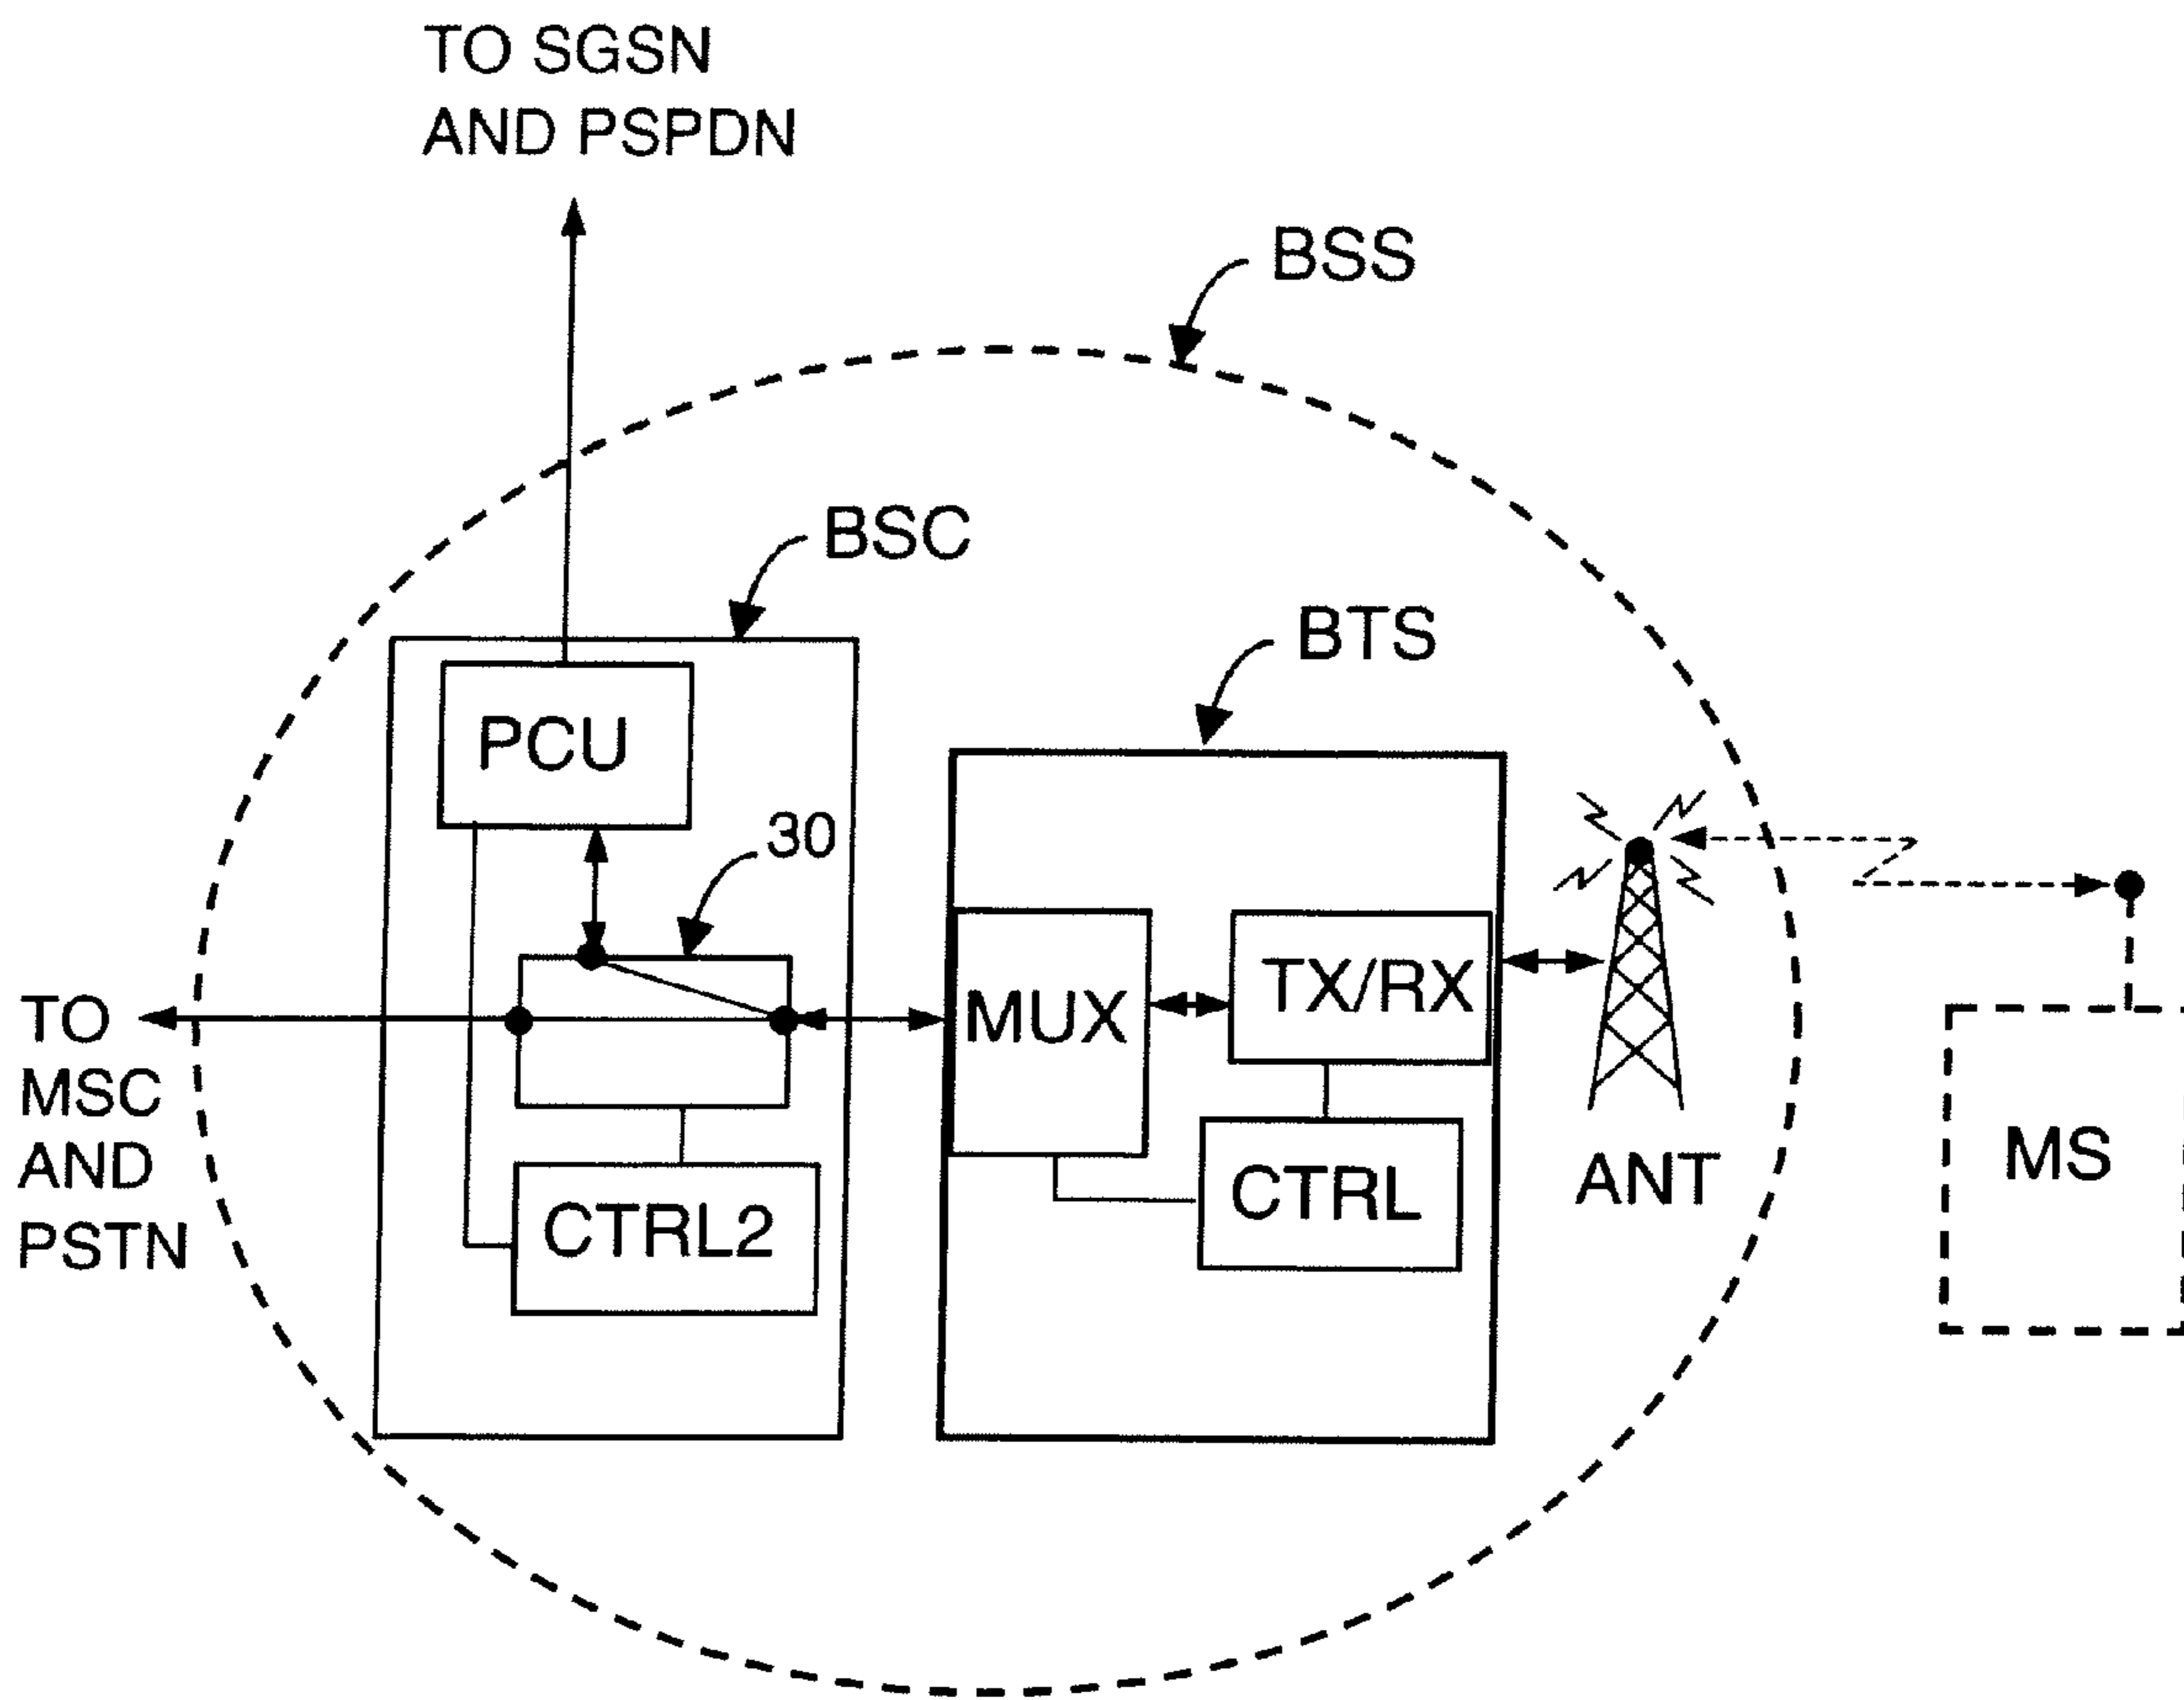 TO SGSN
AND PSPDN
BSS
BSC
BTS
PCU
30
MUX
TX/RX
TO
MSC
AND
PSTN
CTRL2
CTRL
ANT
MS